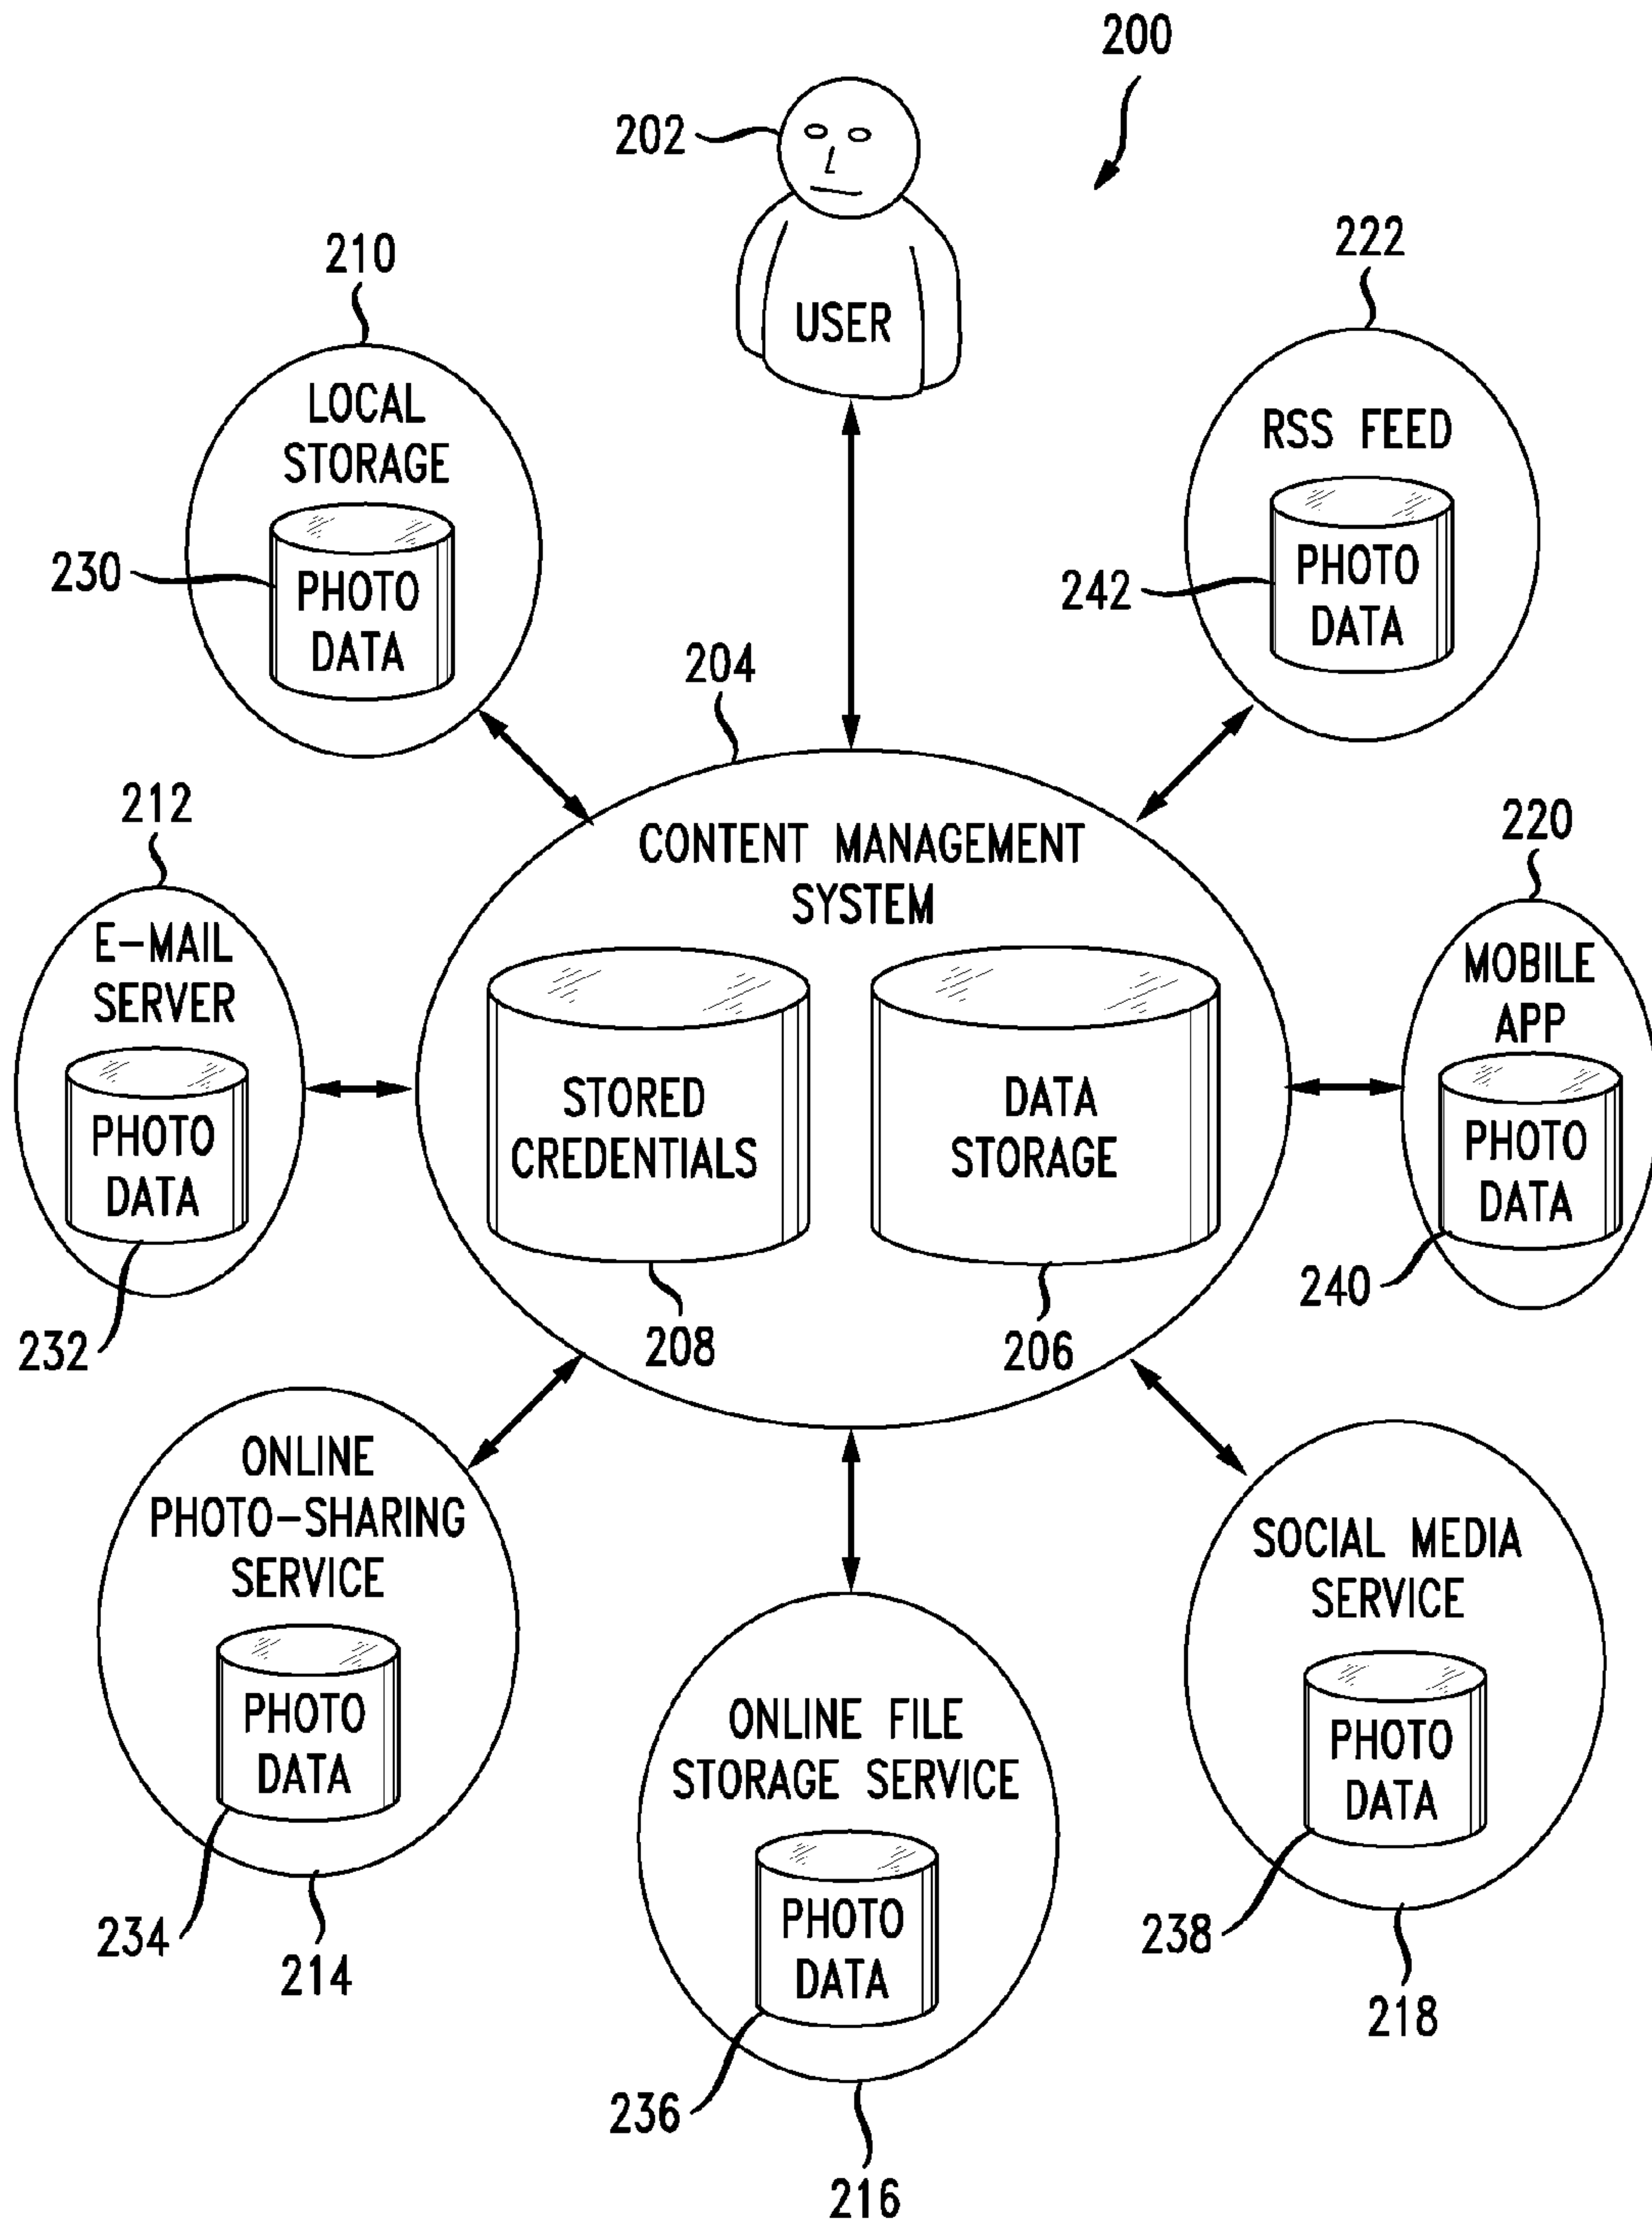 200
202
USER
210
LOCAL
STORAGE
230
PHOTO
DATA
222
RSS FEED
242
PHOTO
DATA
204
CONTENT MANAGEMENT
SYSTEM
STORED
CREDENTIALS
208
DATA
STORAGE
206
212
E-MAIL
SERVER
PHOTO
DATA
232
220
MOBILE
APP
PHOTO
DATA
240
ONLINE
PHOTO-SHARING
SERVICE
PHOTO
DATA
234
214
ONLINE FILE
STORAGE SERVICE
PHOTO
DATA
236
216
SOCIAL MEDIA
SERVICE
PHOTO
DATA
238
218